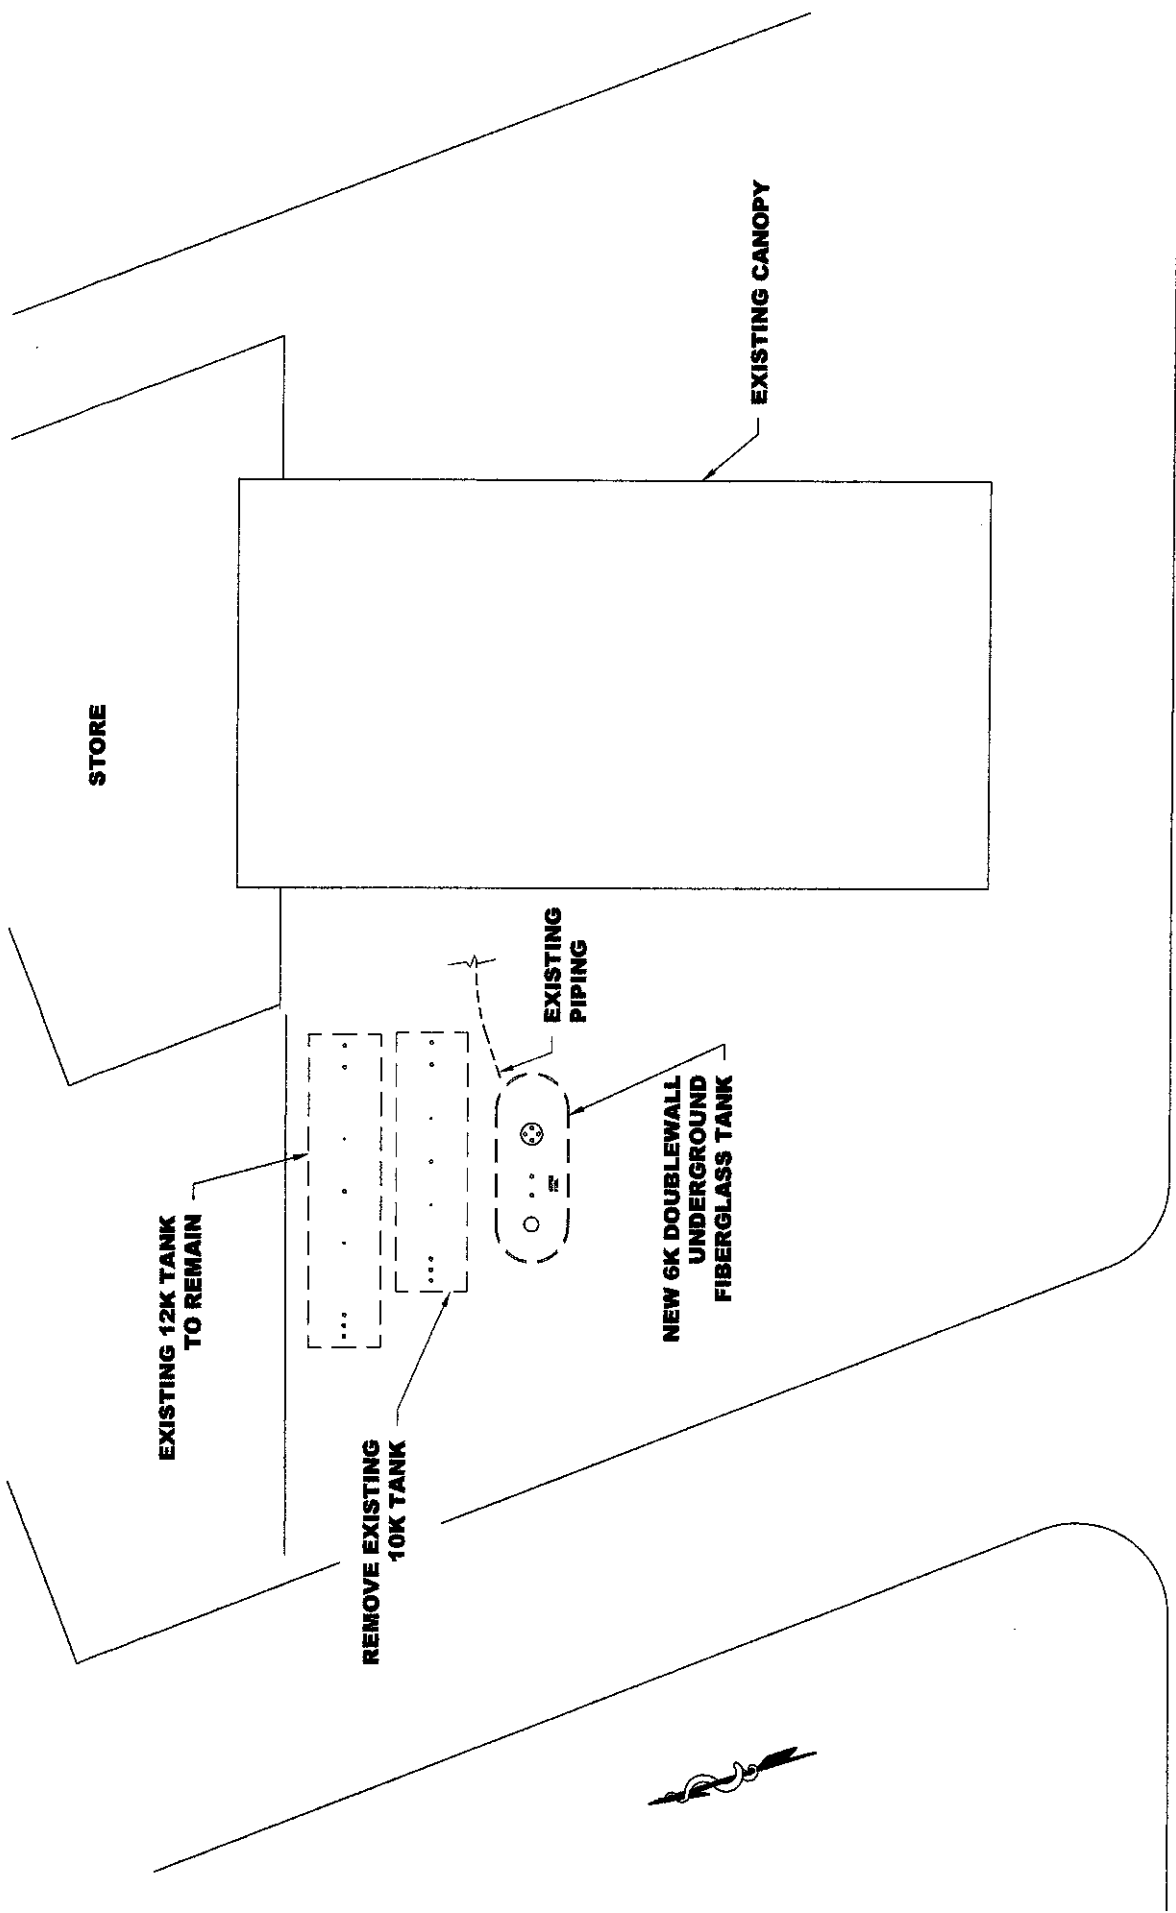 STORE
EXISTING 12K TANK
TO REMAIN
REMOVE EXISTING
10K TANK
EXISTING
PIPING
NEW 6K DOUBLEWALL
UNDERGROUND
FIBERGLASS TANK
EXISTING CANOPY